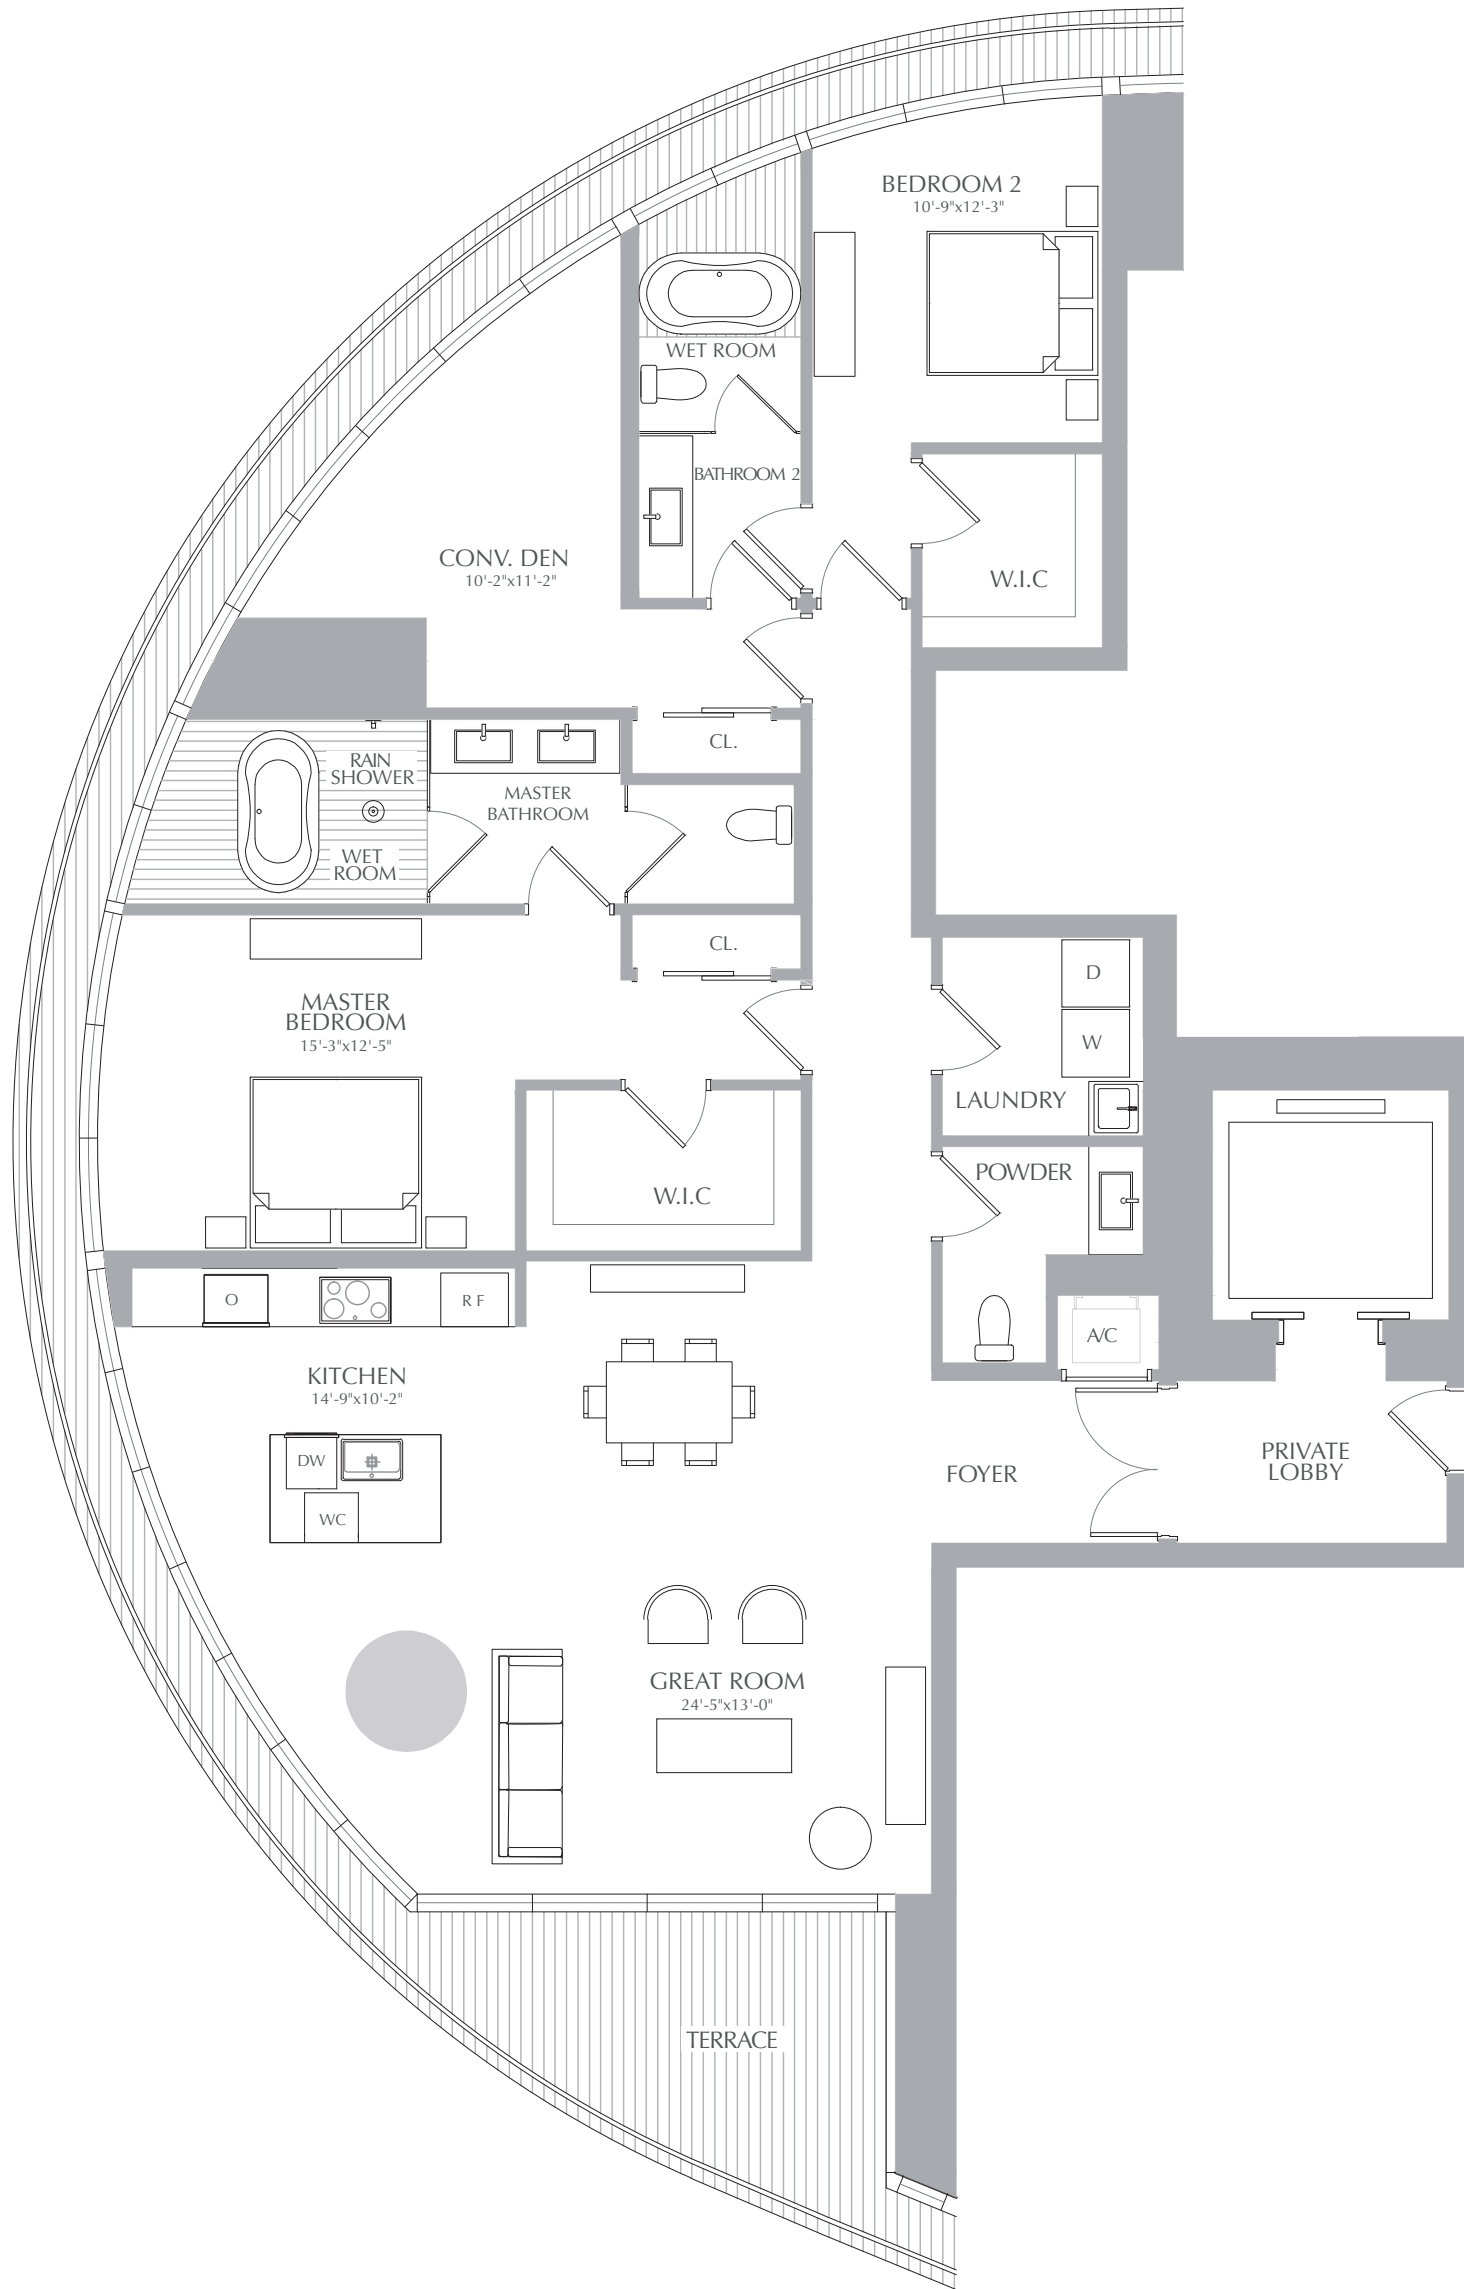 BEDROOM 2
10'-9"x12'-3"
WET ROOM
BATHROOM 2
CONV. DEN
10'-2"x11'-2"
W.I.C
CL.
RAIN
SHOWER
MASTER
BATHROOM
WET
ROOM
CL.
D
MASTER
BEDROOM
15'-3"x12'-5"
W
LAUNDRY
POWDER
W.I.C
O
R F
A/C
KITCHEN
14'-9"x10'-2"
DW
WC
FOYER
PRIVATE
LOBBY
GREAT ROOM
24'-5"x13'-0"
TERRACE